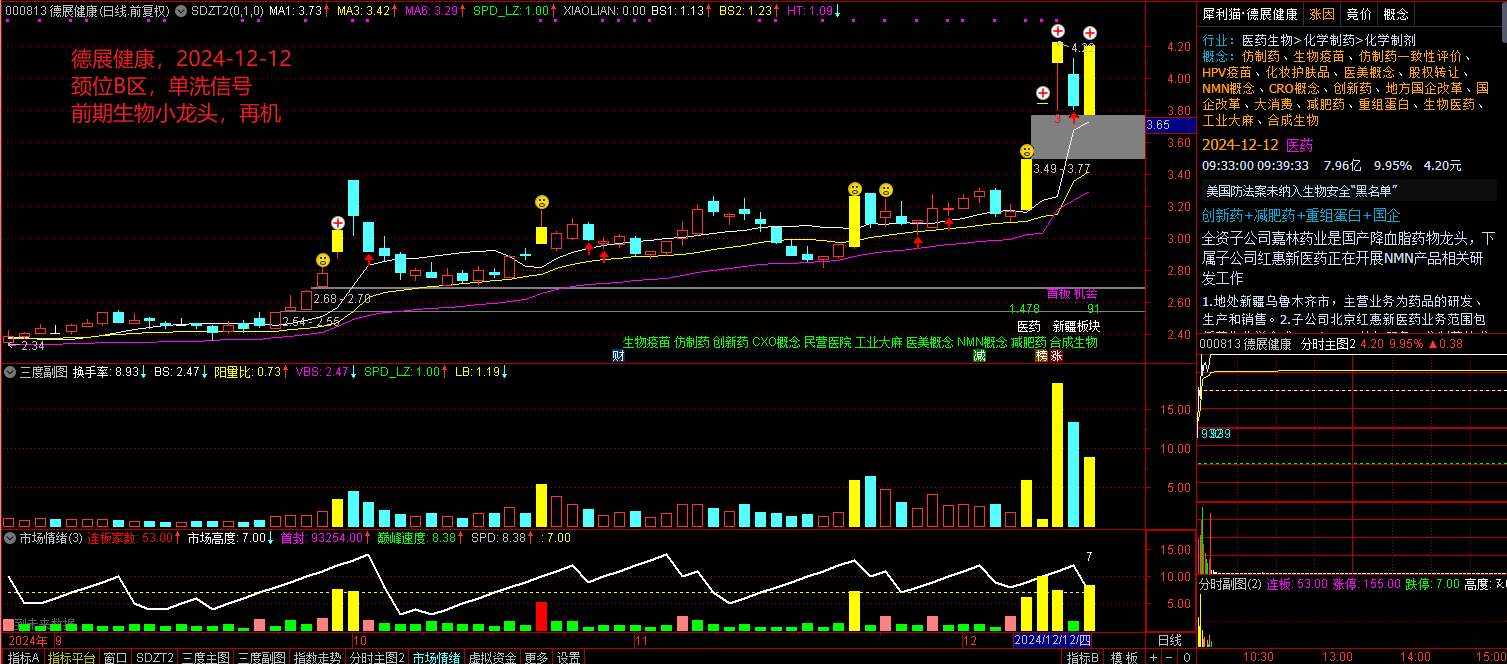 000813 德展健康(日线.前复权) SDZT2(0,1,0) MA1: 3.73↑ MA3: 3.42↑ MA6: 3.29↑ SPD_LZ: 1.00↑ XIAOLIAN: 0.00 BS1: 1.13↑ BS2: 1.23↑ HT: 1.09↓
德展健康，2024-12-12
颈位B区，单洗信号
前期生物小龙头，再机
4.20
4.00
3.80
3.65
3.60
3.40
3.20
3.00
2.80
2.60
2.40
3.49-3.77
2.68-2.70
2.54-2.55
←2.34
首板 机会
1.478 91
医药 新疆板块
生物疫苗 仿制药 创新药 CXO概念 民营医院 工业大麻 医美概念 NMN概念 减肥药 合成生物
财 减 榜 涨
三度副图 换手率: 8.93↓ BS: 2.47↓ 阳量比: 0.73↑ VBS: 2.47↓ SPD_LZ: 1.00↑ LB: 1.19↓
15.00
10.00
5.00
市场情绪(3) 连板家数: 53.00↑ 市场高度: 7.00↓ 首封: 93254.00↑ 巅峰速度: 8.38↑ SPD: 8.38↑ : 7.00
7
15.00
10.00
5.00
2024年 9 10 11 12 2024/12/12/四 日线
指标A 指标平台 窗口 SDZT2 三度主图 三度副图 指数走势 分时主图2 市场情绪 虚拟资金 更多 设置 指标B 模 板 + − 0
犀利猫·德展健康 涨因 竞价 概念
行业: 医药生物>化学制药>化学制剂
概念: 仿制药、生物疫苗、仿制药一致性评价、
HPV疫苗、化妆护肤品、医美概念、股权转让、
NMN概念、CRO概念、创新药、地方国企改革、国
企改革、大消费、减肥药、重组蛋白、生物医药、
工业大麻、合成生物
2024-12-12 医药
09:33:00 09:39:33 7.96亿 9.95% 4.20元
美国防法案未纳入生物安全“黑名单”
创新药+减肥药+重组蛋白+国企
全资子公司嘉林药业是国产降血脂药物龙头，下
属子公司红惠新医药正在开展NMN产品相关研
发工作
1.地处新疆乌鲁木齐市，主营业务为药品的研发、
生产和销售。2.子公司北京红惠新医药业务范围包
000813 德展健康 分时主图2 4.20 9.95% ▲0.38
分时副图(2) 连板: 53.00 涨停: 155.00 跌停: 7.00 高度:
10:30 13:00 14:00 15:00